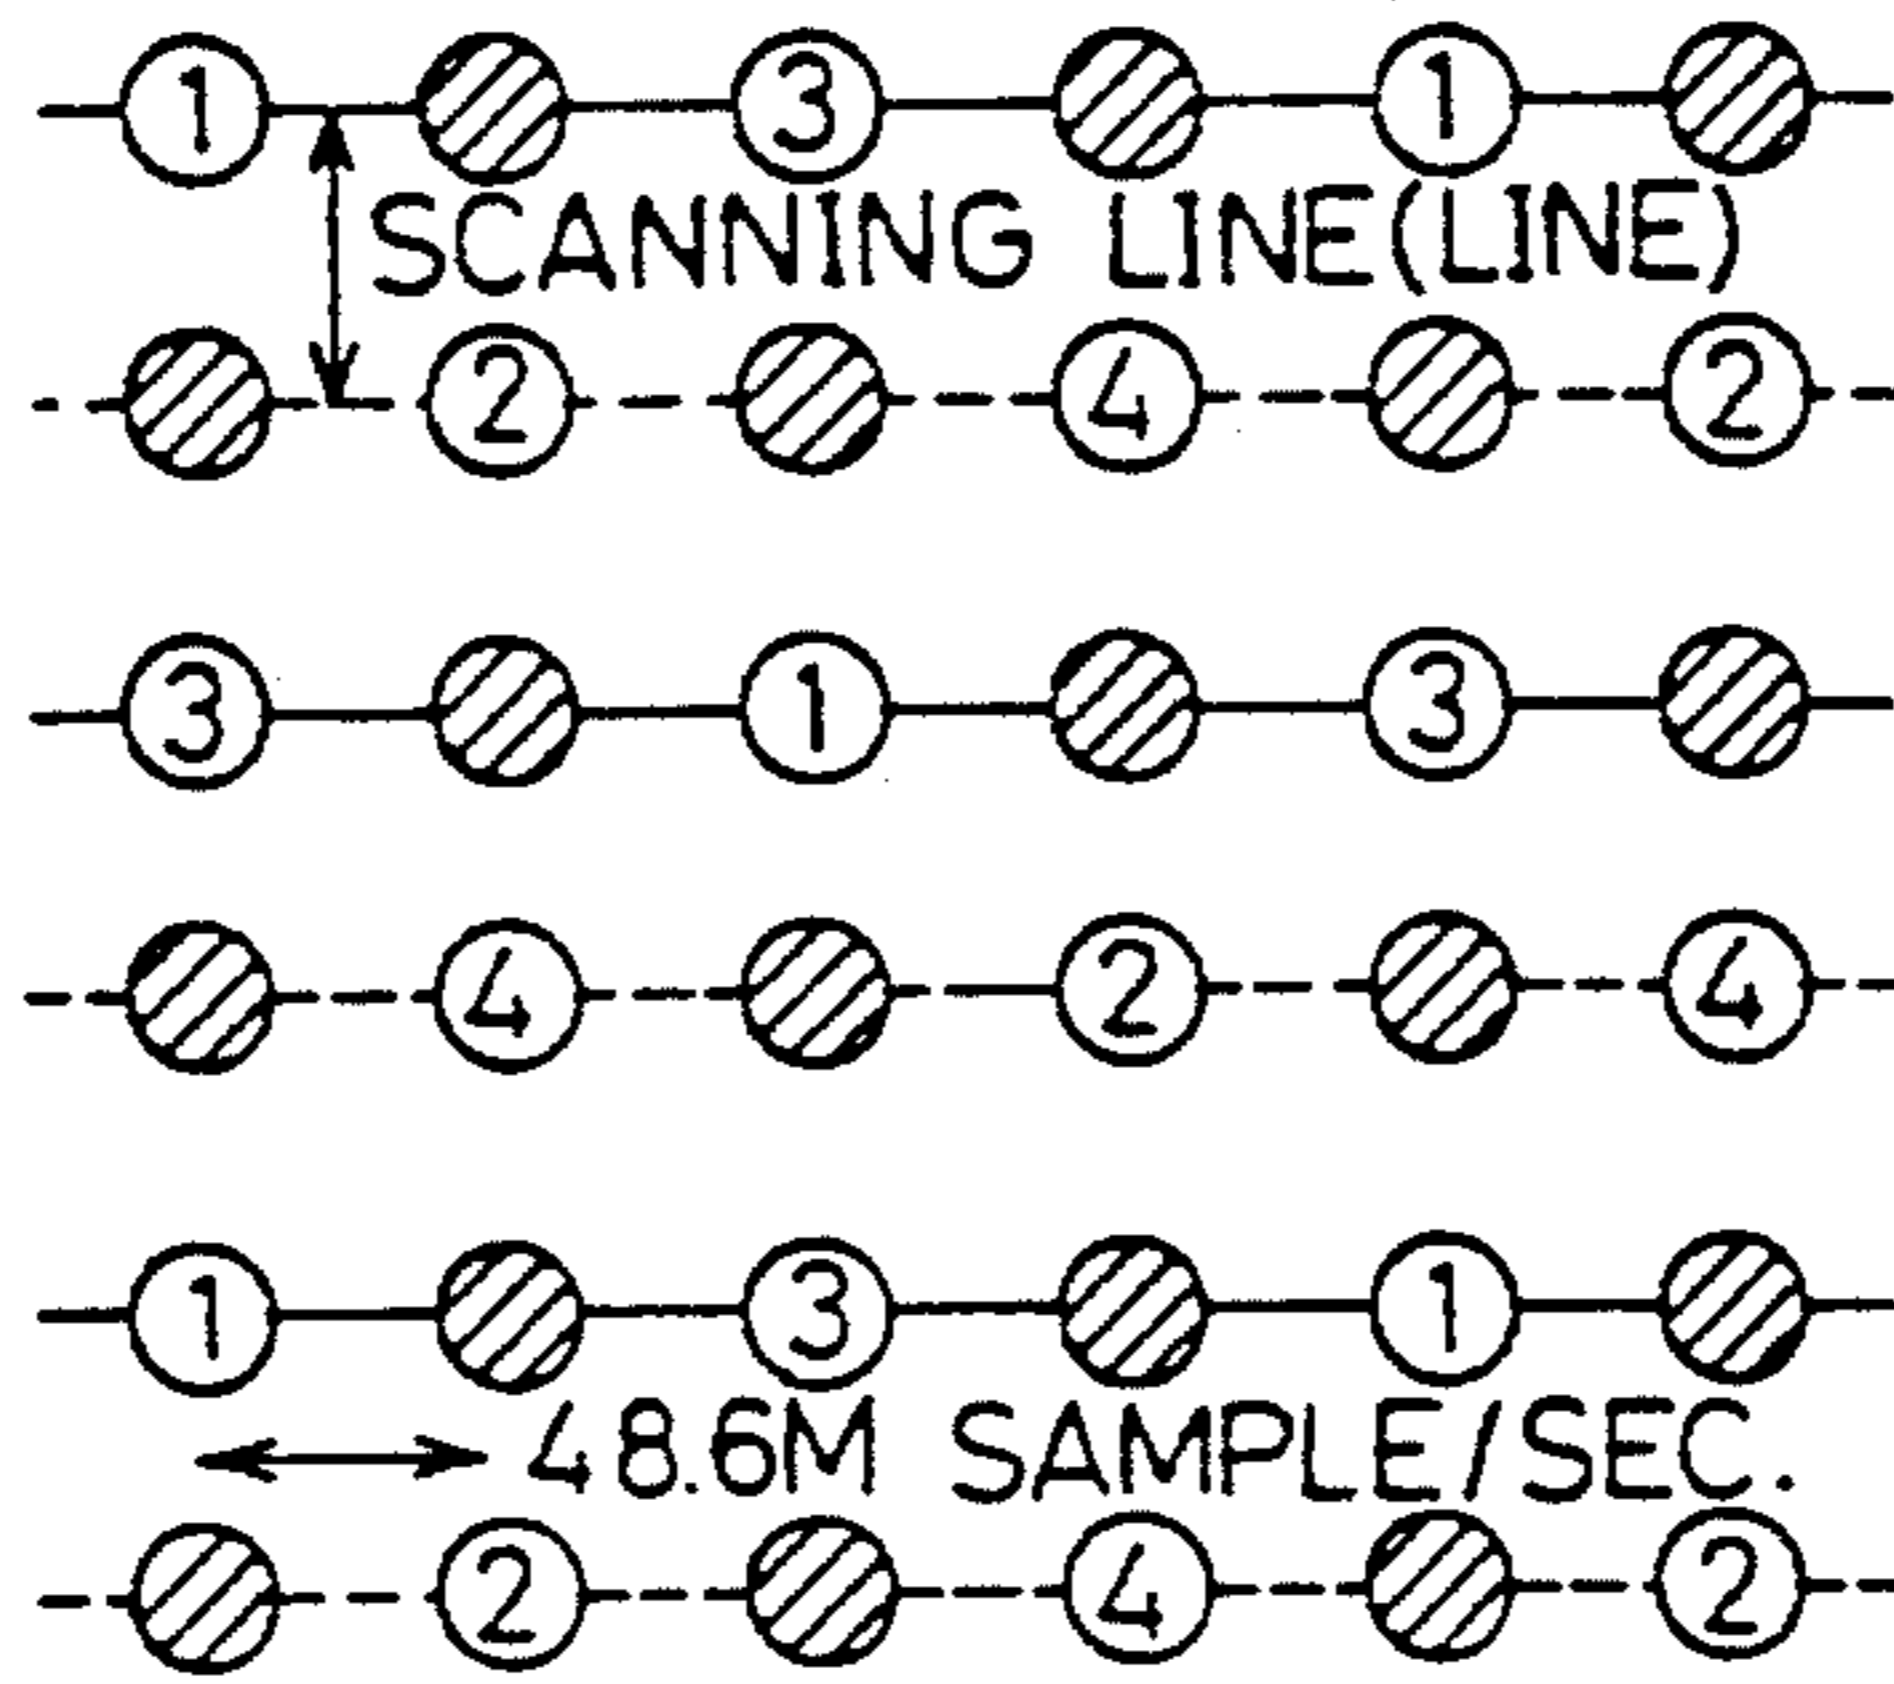 1 3 1
SCANNING LINE(LINE)
2 4 2
3 1 3
4 2 4
1 3 1
48.6M SAMPLE/SEC.
2 4 2